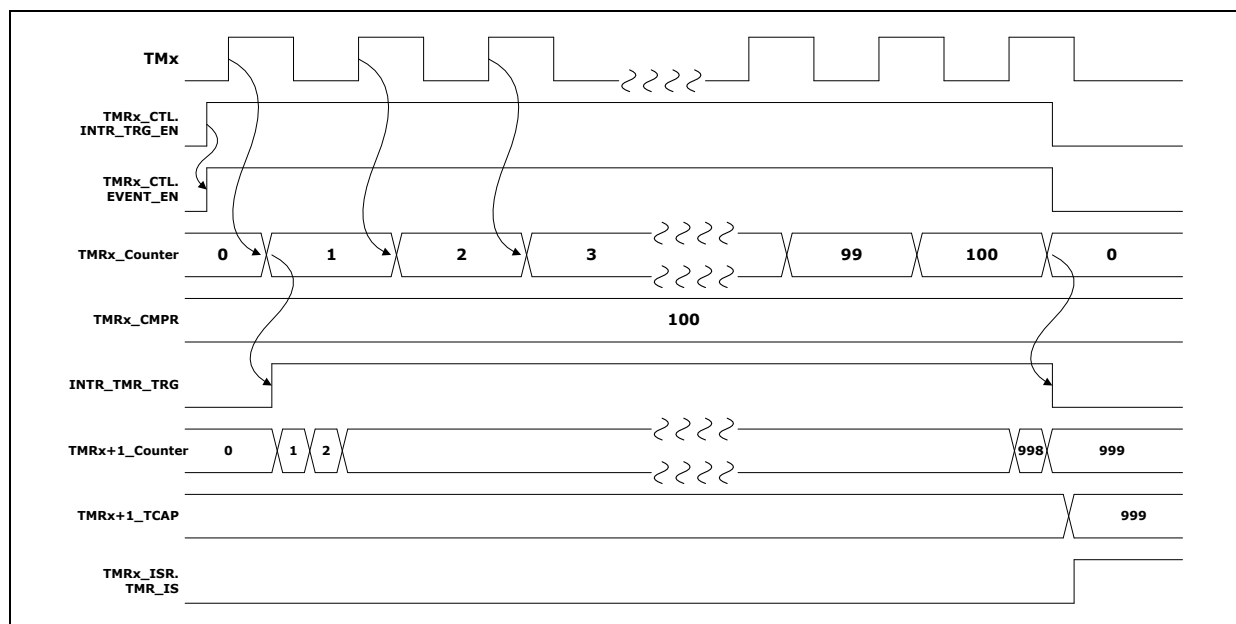 TMx
TMRx_CTL.
INTR_TRG_EN
TMRx_CTL.
EVENT_EN
TMRx_Counter 0 1 2 3 99 100 0
TMRx_CMPR 100
INTR_TMR_TRG
TMRx+1_Counter 0 1 2 998 999
TMRx+1_TCAP 999
TMRx_ISR.
TMR_IS